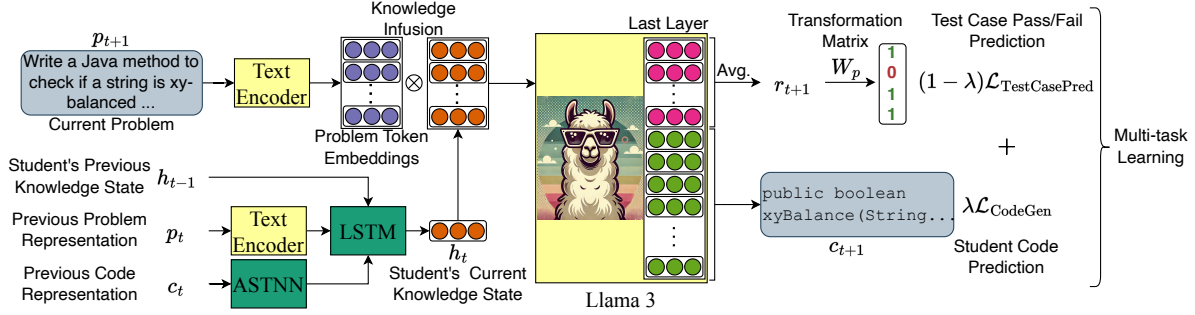 p_{t+1}
Write a Java method to
check if a string is xy-
balanced ...
Current Problem
Text
Encoder
Knowledge
Infusion
⊗
Problem Token
Embeddings
Student's Previous
Knowledge State
h_{t-1}
Previous Problem
Representation
p_t
Text
Encoder
Previous Code
Representation
c_t
ASTNN
LSTM
h_t
Student's Current
Knowledge State
Last Layer
Llama 3
Avg.
r_{t+1}
Transformation
Matrix
W_p
1
0
1
1
Test Case Pass/Fail
Prediction
(1 − λ)ℒ_{TestCasePred}
+
public boolean
xyBalance(String...
c_{t+1}
λℒ_{CodeGen}
Student Code
Prediction
Multi-task
Learning